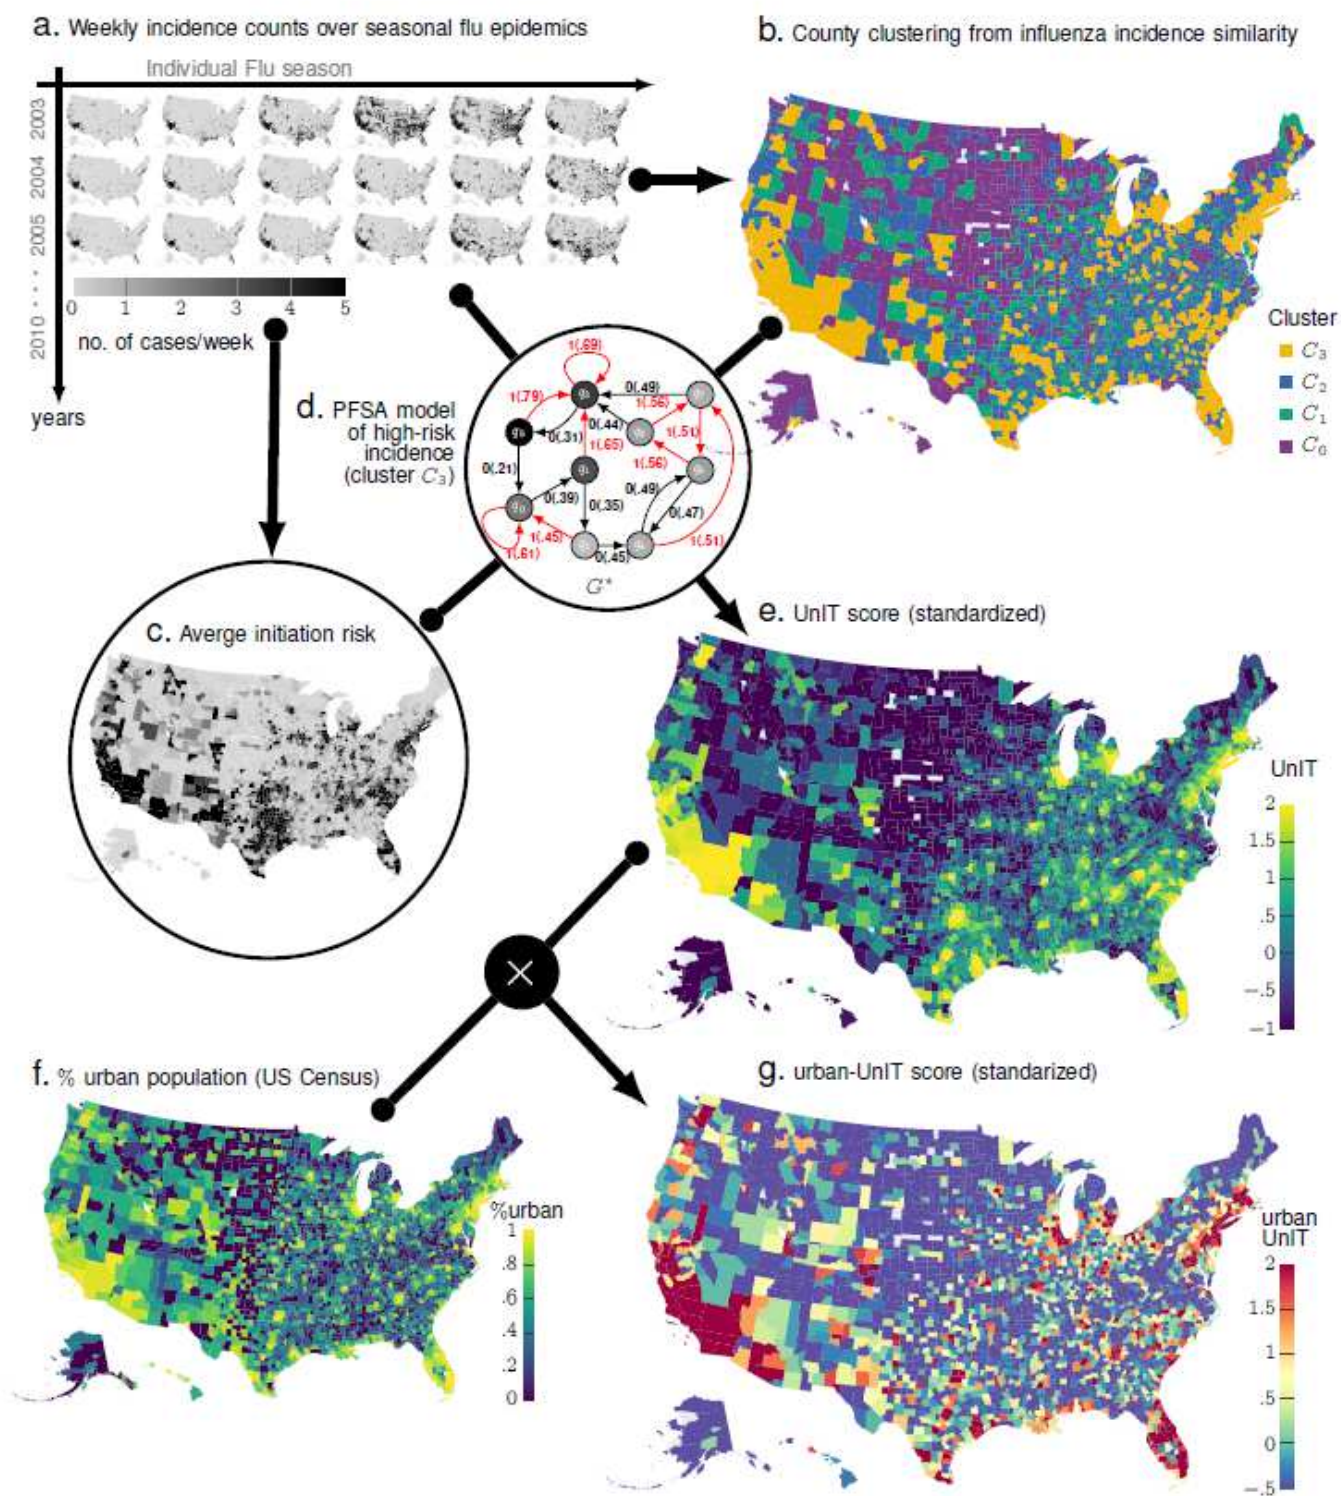 a. Weekly incidence counts over seasonal flu epidemics
Individual Flu season
2003
2004
2005
2010
years
0 1 2 3 4 5
no. of cases/week
b. County clustering from influenza incidence similarity
Cluster
C3
C2
C1
C0
d. PFSA model
of high-risk
incidence
(cluster C3)
1(.69)
0(.49)
1(.79)
1(.56)
0(.44)
0(.31)
1(.65)
1(.51)
1(.56)
0(.21)
0(.49)
0(.39)
0(.35)
0(.47)
1(.45)
1(.51)
1(.61)
0(.45)
G*
c. Averge initiation risk
e. UnIT score (standardized)
UnIT
2
1.5
1
.5
0
−.5
−1
×
f. % urban population (US Census)
%urban
1
.8
.6
.4
.2
0
g. urban-UnIT score (standarized)
urban
UnIT
2
1.5
1
.5
0
−.5